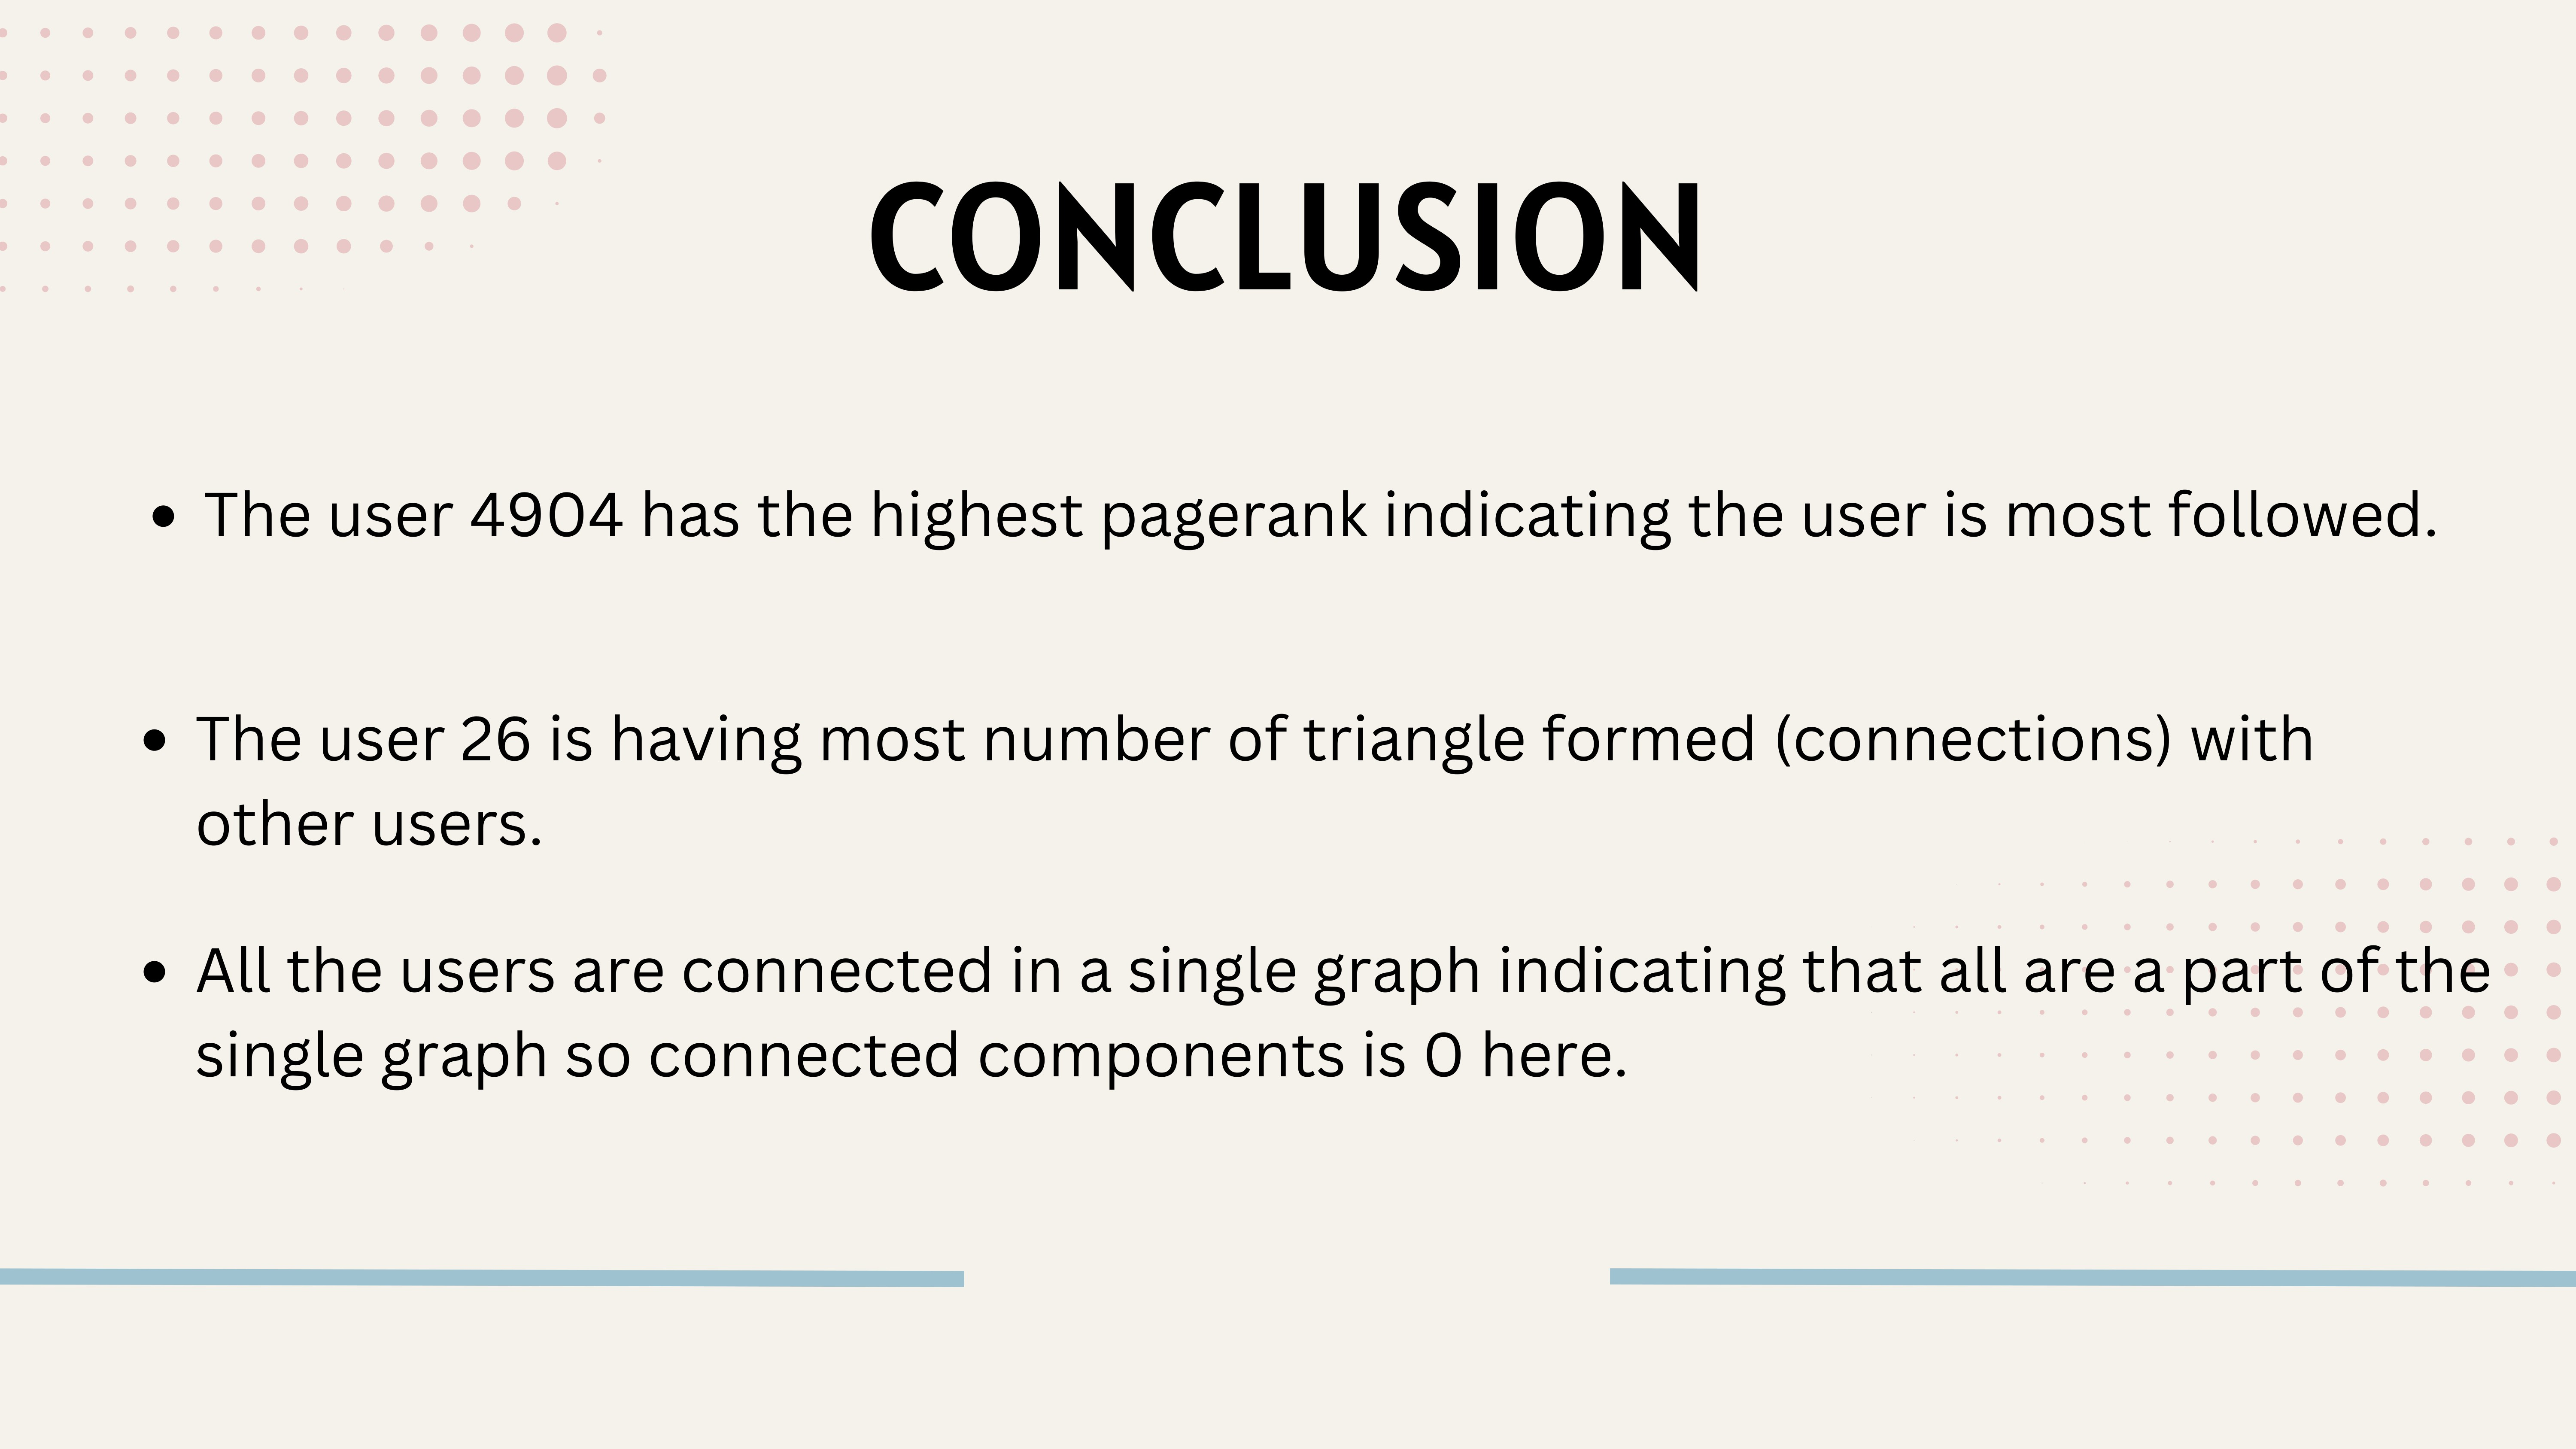 CONCLUSION
• The user 4904 has the highest pagerank indicating the user is most followed.
• The user 26 is having most number of triangle formed (connections) with
other users.
• All the users are connected in a single graph indicating that all are a part of the
single graph so connected components is 0 here.